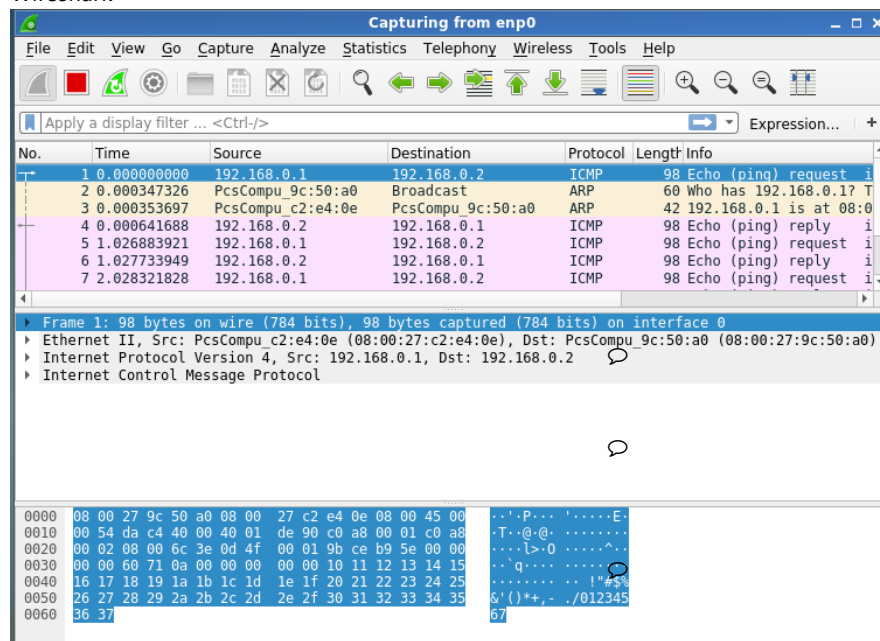 Capturing from enp0
File Edit View Go Capture Analyze Statistics Telephony Wireless Tools Help
Apply a display filter ... <Ctrl-/> Expression... +
No. Time Source Destination Protocol Length Info
1 0.000000000 192.168.0.1 192.168.0.2 ICMP 98 Echo (ping) request i
2 0.000347326 PcsCompu_9c:50:a0 Broadcast ARP 60 Who has 192.168.0.1? T
3 0.000353697 PcsCompu_c2:e4:0e PcsCompu_9c:50:a0 ARP 42 192.168.0.1 is at 08:0
4 0.000641688 192.168.0.2 192.168.0.1 ICMP 98 Echo (ping) reply i
5 1.026883921 192.168.0.1 192.168.0.2 ICMP 98 Echo (ping) request i
6 1.027733949 192.168.0.2 192.168.0.1 ICMP 98 Echo (ping) reply i
7 2.028321828 192.168.0.1 192.168.0.2 ICMP 98 Echo (ping) request i
Frame 1: 98 bytes on wire (784 bits), 98 bytes captured (784 bits) on interface 0
Ethernet II, Src: PcsCompu_c2:e4:0e (08:00:27:c2:e4:0e), Dst: PcsCompu_9c:50:a0 (08:00:27:9c:50:a0)
Internet Protocol Version 4, Src: 192.168.0.1, Dst: 192.168.0.2
Internet Control Message Protocol
0000 08 00 27 9c 50 a0 08 00 27 c2 e4 0e 08 00 45 00 ··'·P··· '·····E·
0010 00 54 da c4 40 00 40 01 de 90 c0 a8 00 01 c0 a8 ·T··@·@· ········
0020 00 02 08 00 6c 3e 0d 4f 00 01 9b ce b9 5e 00 00 ····l>·O ·····^··
0030 00 00 60 71 0a 00 00 00 00 00 10 11 12 13 14 15 ··`q···· ········
0040 16 17 18 19 1a 1b 1c 1d 1e 1f 20 21 22 23 24 25 ········ ·· !"#$%
0050 26 27 28 29 2a 2b 2c 2d 2e 2f 30 31 32 33 34 35 &'()*+,- ./012345
0060 36 37 67